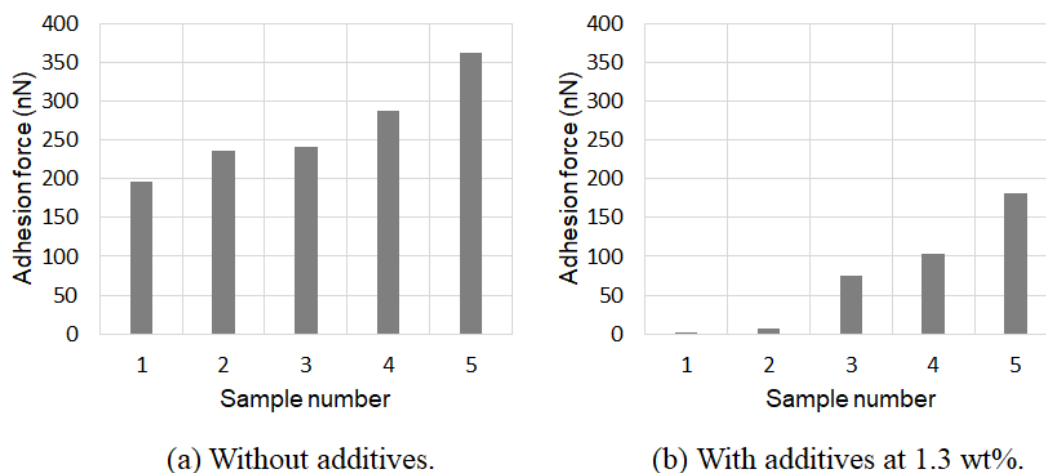 400
350
300
250
200
150
100
50
0
Adhesion force (nN)
1 2 3 4 5
Sample number
(a) Without additives.
400
350
300
250
200
150
100
50
0
Adhesion force (nN)
1 2 3 4 5
Sample number
(b) With additives at 1.3 wt%.